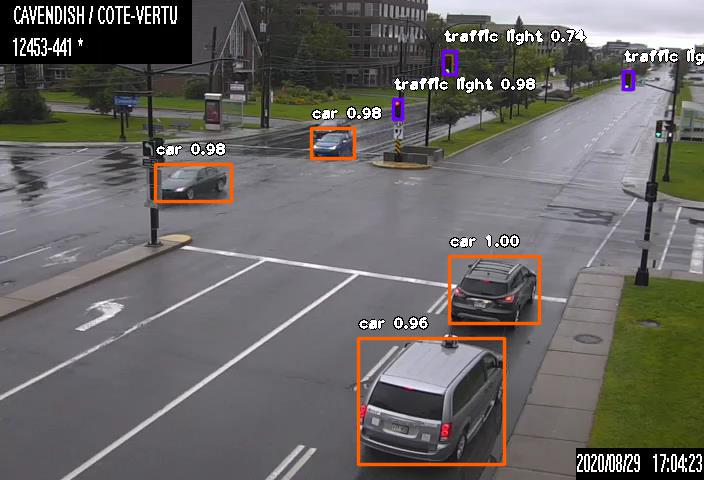 CAVENDISH / COTE-VERTU
12453-441 *
traffic light 0.74
traffic lig
traffic light 0.98
car 0.98
car 0.98
car 1.00
car 0.96
2020/08/29 17:04:23